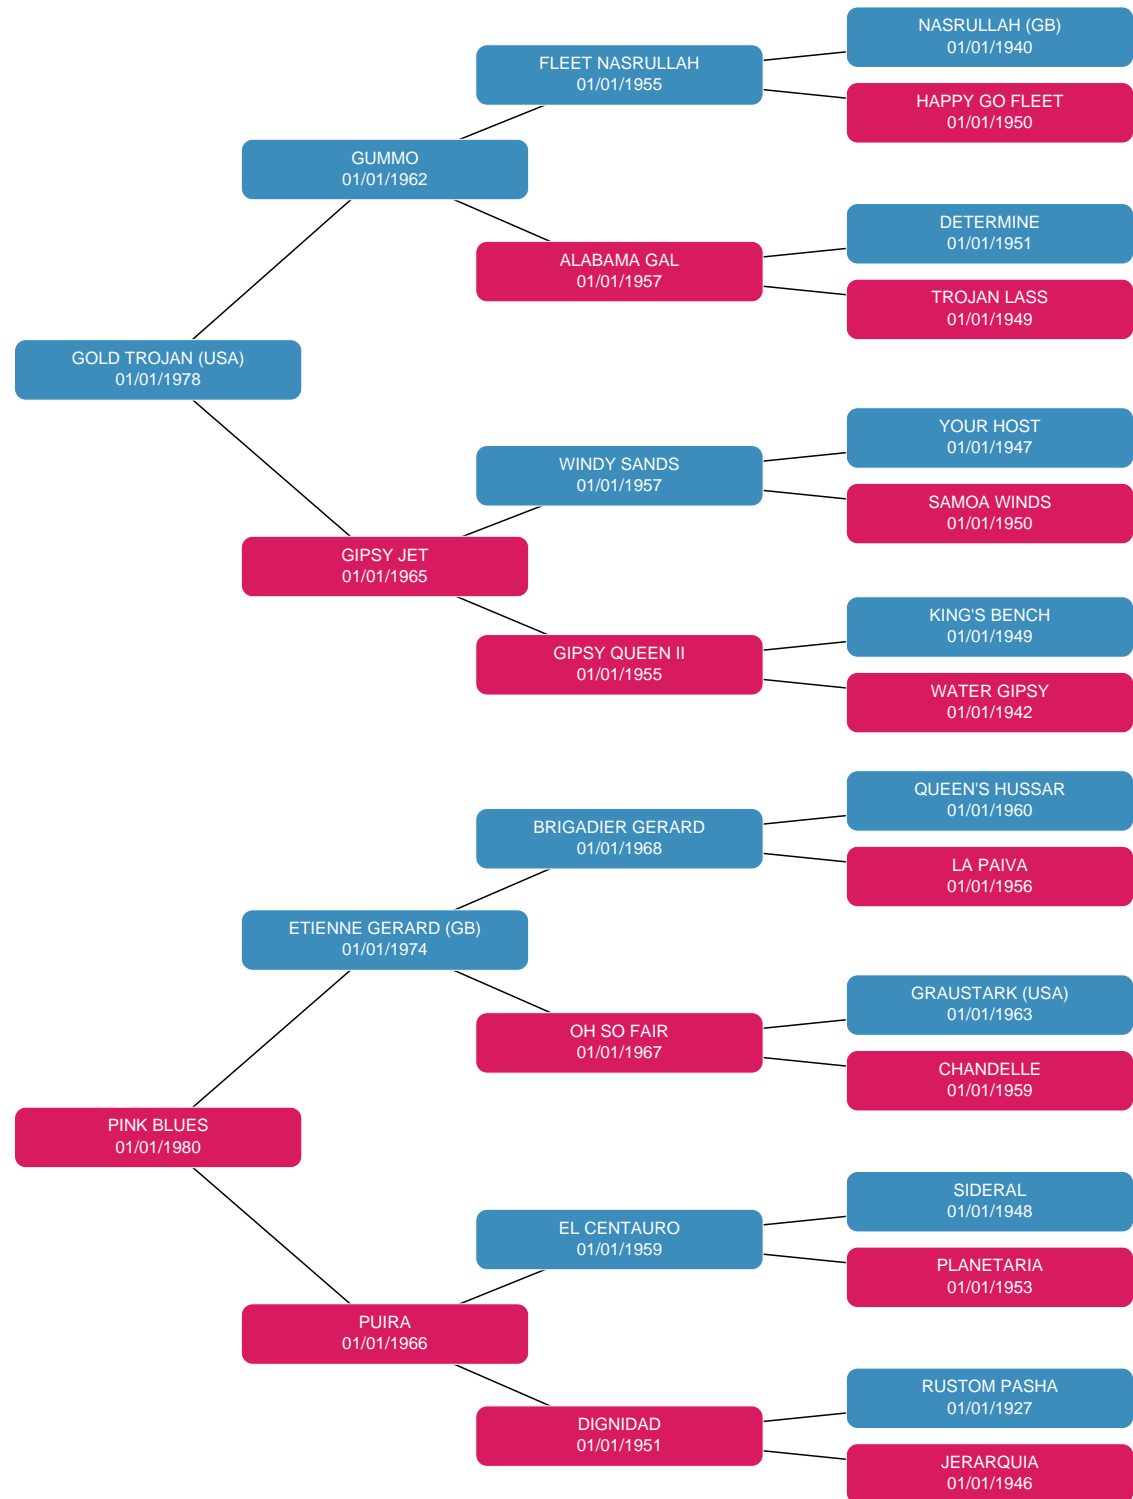 NASRULLAH (GB)
01/01/1940
FLEET NASRULLAH
01/01/1955
HAPPY GO FLEET
01/01/1950
GUMMO
01/01/1962
DETERMINE
01/01/1951
ALABAMA GAL
01/01/1957
TROJAN LASS
01/01/1949
GOLD TROJAN (USA)
01/01/1978
YOUR HOST
01/01/1947
WINDY SANDS
01/01/1957
SAMOA WINDS
01/01/1950
GIPSY JET
01/01/1965
KING'S BENCH
01/01/1949
GIPSY QUEEN II
01/01/1955
WATER GIPSY
01/01/1942
QUEEN'S HUSSAR
01/01/1960
BRIGADIER GERARD
01/01/1968
LA PAIVA
01/01/1956
ETIENNE GERARD (GB)
01/01/1974
GRAUSTARK (USA)
01/01/1963
OH SO FAIR
01/01/1967
CHANDELLE
01/01/1959
PINK BLUES
01/01/1980
SIDERAL
01/01/1948
EL CENTAURO
01/01/1959
PLANETARIA
01/01/1953
PUIRA
01/01/1966
RUSTOM PASHA
01/01/1927
DIGNIDAD
01/01/1951
JERARQUIA
01/01/1946